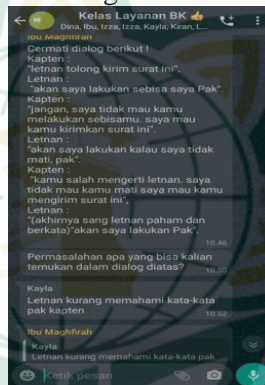 Kelas Layanan BK 👍
Dina, Ibu, Izza, Izza, Kayla, Kiran, L...
Ibu Maghfirah
Cermati dialog berikut !
Kapten :
"letnan tolong kirim surat ini".
Letnan :
"akan saya lakukan sebisa saya Pak".
Kapten :
"jangan, saya tidak mau kamu
melakukan sebisamu. saya mau
kamu kirimkan surat ini".
Letnan :
"akan saya lakukan kalau saya tidak
mati, pak".
Kapten :
"kamu salah mengerti letnan. saya
tidak mau kamu mati saya mau kamu
mengirim surat ini",
Letnan :
"(akhirnya sang letnan paham dan
berkata)"akan saya lakukan Pak".
10.46
Permasalahan apa yang bisa kalian
temukan dalam dialog diatas?
10.50
Kayla
Letnan kurang memahami kata-kata
pak kapten
10.52
Ibu Maghfirah
Kayla
Letnan kurang memahami kata-kata pak
Ketik pesan